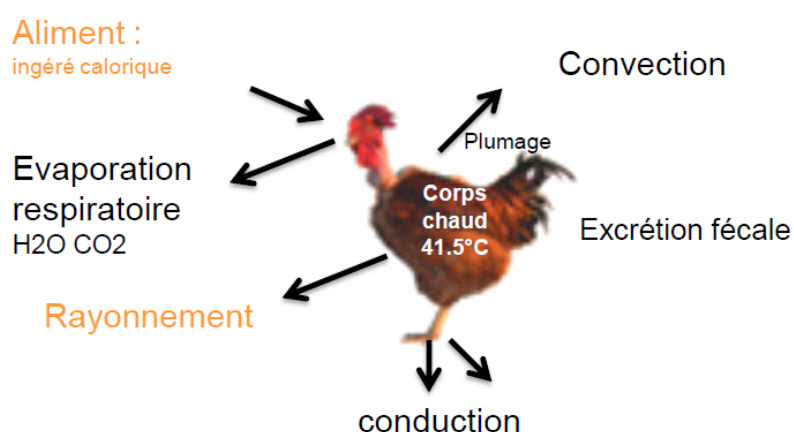 Aliment :
ingéré calorique
Convection
Plumage
Evaporation
respiratoire
H2O CO2
Corps
chaud
41.5°C
Excrétion fécale
Rayonnement
conduction